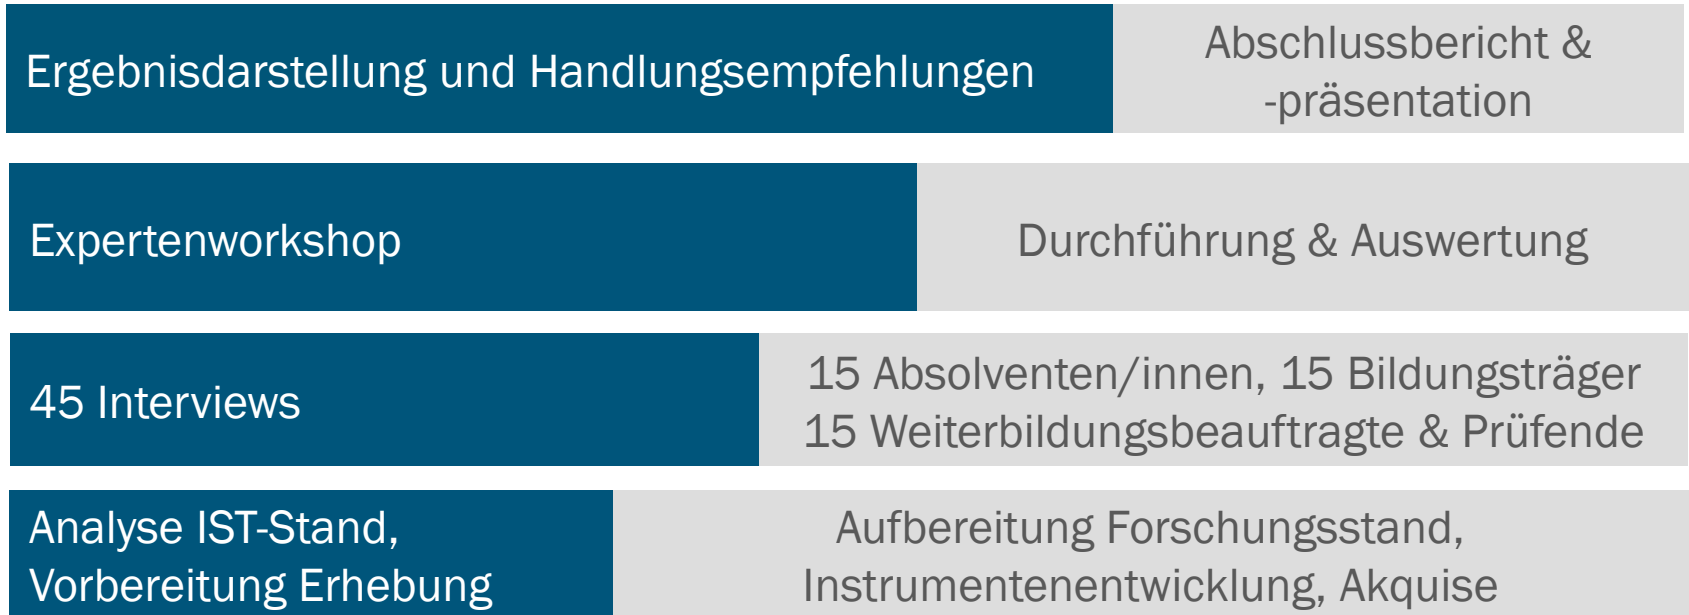 Ergebnisdarstellung und Handlungsempfehlungen
Abschlussbericht &
-präsentation
Expertenworkshop
Durchführung & Auswertung
45 Interviews
15 Absolventen/innen, 15 Bildungsträger
15 Weiterbildungsbeauftragte & Prüfende
Analyse IST-Stand,
Vorbereitung Erhebung
Aufbereitung Forschungsstand,
Instrumentenentwicklung, Akquise